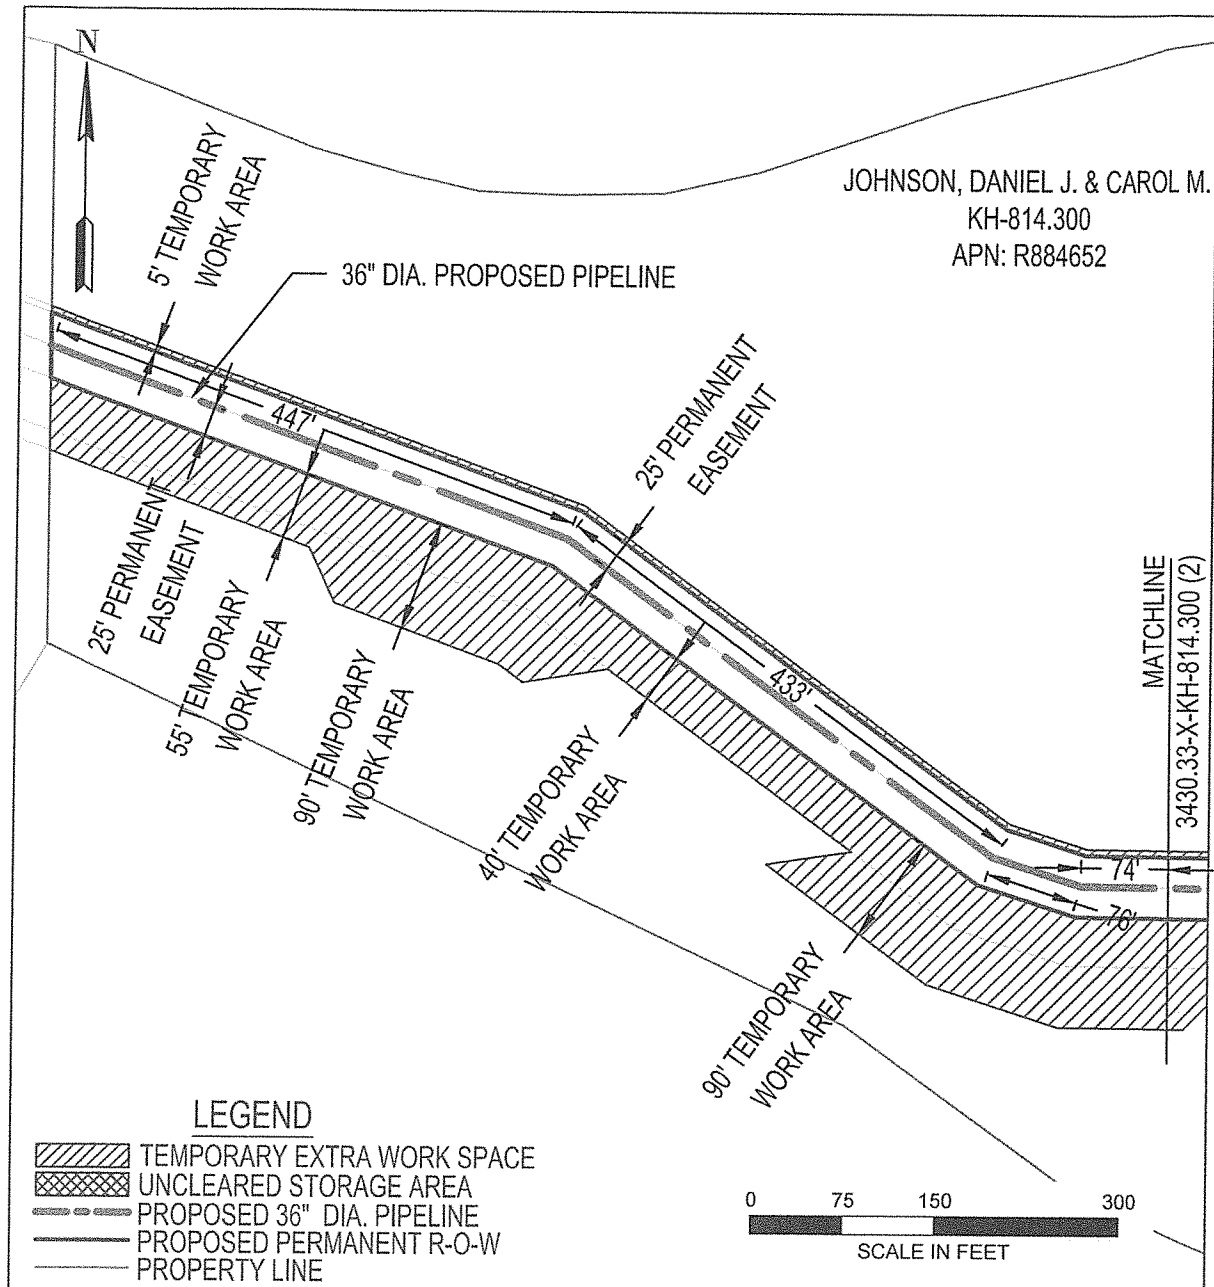 N
JOHNSON, DANIEL J. & CAROL M.
KH-814.300
APN: R884652
5' TEMPORARY
WORK AREA
36" DIA. PROPOSED PIPELINE
447'
25' PERMANENT
EASEMENT
25' PERMANENT
EASEMENT
55' TEMPORARY
WORK AREA
90' TEMPORARY
WORK AREA
433'
40' TEMPORARY
WORK AREA
MATCHLINE
3430.33-X-KH-814.300 (2)
74'
76'
90' TEMPORARY
WORK AREA
LEGEND
TEMPORARY EXTRA WORK SPACE
UNCLEARED STORAGE AREA
PROPOSED 36" DIA. PIPELINE
PROPOSED PERMANENT R-O-W
PROPERTY LINE
0 75 150 300
SCALE IN FEET